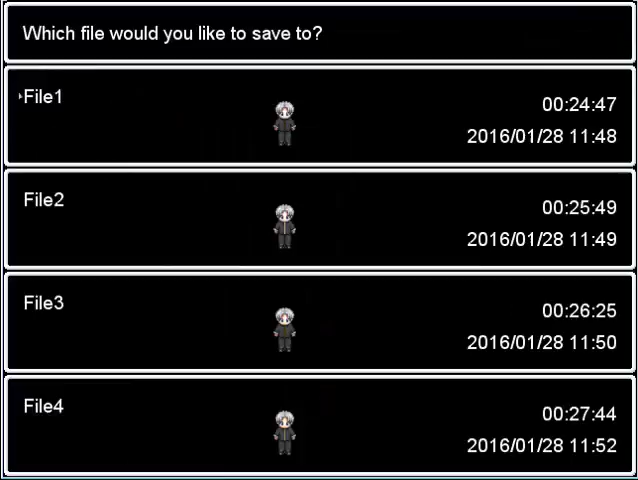 Which file would you like to save to?
File1
00:24:47
2016/01/28 11:48
File2
00:25:49
2016/01/28 11:49
File3
00:26:25
2016/01/28 11:50
File4
00:27:44
2016/01/28 11:52